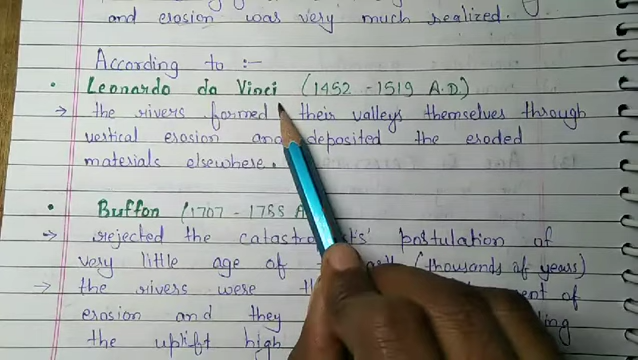 and erosion was very much realized.
According to :-
• Leonardo da Vinci (1452 - 1519 A.D)
→ the rivers formed their valleys themselves through
vertical erosion and deposited the eroded
materials elsewhere.
• Buffon (1707 - 1788 A
→ rejected the catastro ts' postulation of
very little age of (thousands of years)
→ the rivers were of
erosion and they
the uplift high